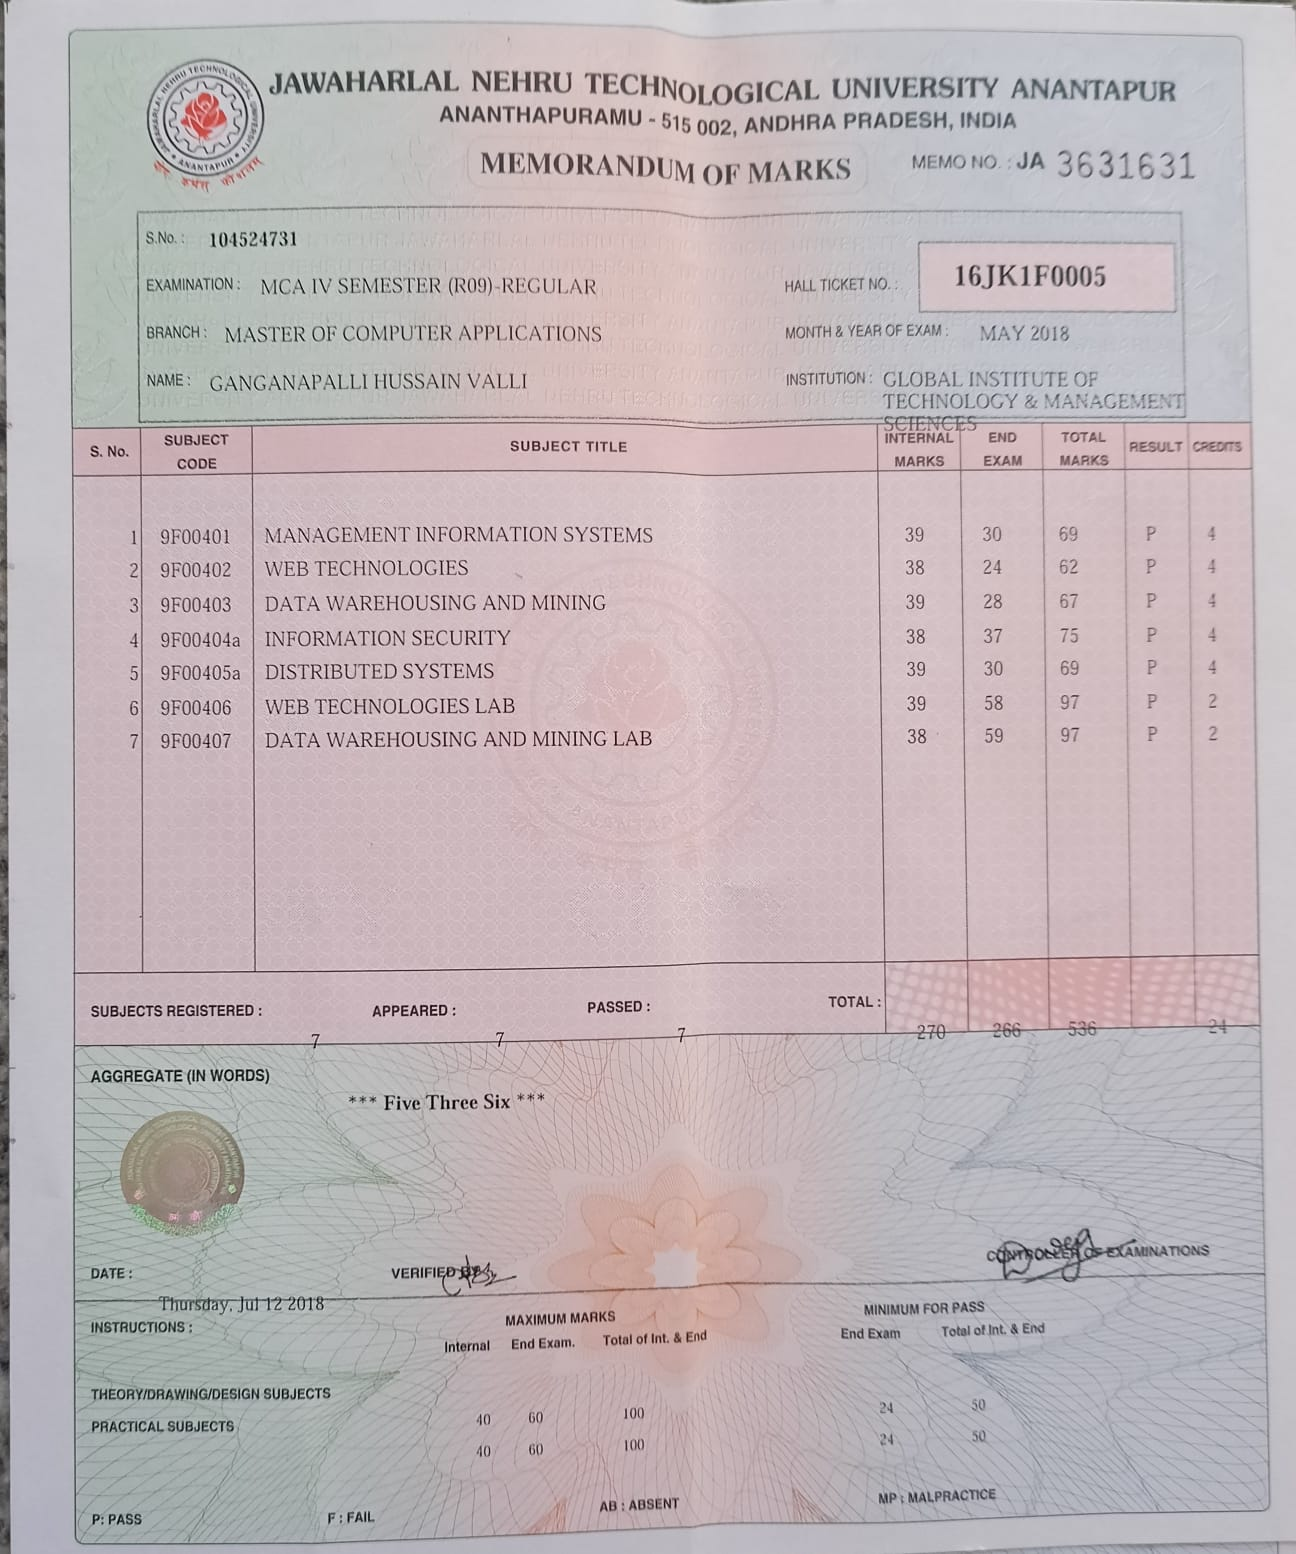 JAWAHARLAL NEHRU TECHNOLOGICAL UNIVERSITY ANANTAPUR
ANANTHAPURAMU - 515 002, ANDHRA PRADESH, INDIA
MEMORANDUM OF MARKS
MEMO NO. : JA 3631631
S.No. : 104524731
EXAMINATION : MCA IV SEMESTER (R09)-REGULAR
HALL TICKET NO. : 16JK1F0005
BRANCH : MASTER OF COMPUTER APPLICATIONS
MONTH & YEAR OF EXAM : MAY 2018
NAME : GANGANAPALLI HUSSAIN VALLI
INSTITUTION : GLOBAL INSTITUTE OF
TECHNOLOGY & MANAGEMENT
SCIENCES
S. No. SUBJECT CODE SUBJECT TITLE INTERNAL MARKS END EXAM TOTAL MARKS RESULT CREDITS
1 9F00401 MANAGEMENT INFORMATION SYSTEMS 39 30 69 P 4
2 9F00402 WEB TECHNOLOGIES 38 24 62 P 4
3 9F00403 DATA WAREHOUSING AND MINING 39 28 67 P 4
4 9F00404a INFORMATION SECURITY 38 37 75 P 4
5 9F00405a DISTRIBUTED SYSTEMS 39 30 69 P 4
6 9F00406 WEB TECHNOLOGIES LAB 39 58 97 P 2
7 9F00407 DATA WAREHOUSING AND MINING LAB 38 59 97 P 2
SUBJECTS REGISTERED : APPEARED : PASSED : TOTAL :
7 7 7 270 266 536 24
AGGREGATE (IN WORDS)
*** Five Three Six ***
DATE : VERIFIED BY CONTROLLER OF EXAMINATIONS
Thursday, Jul 12 2018
INSTRUCTIONS : MAXIMUM MARKS MINIMUM FOR PASS
Internal End Exam. Total of Int. & End End Exam Total of Int. & End
THEORY/DRAWING/DESIGN SUBJECTS 40 60 100 24 50
PRACTICAL SUBJECTS 40 60 100 24 50
P: PASS F : FAIL AB : ABSENT MP : MALPRACTICE